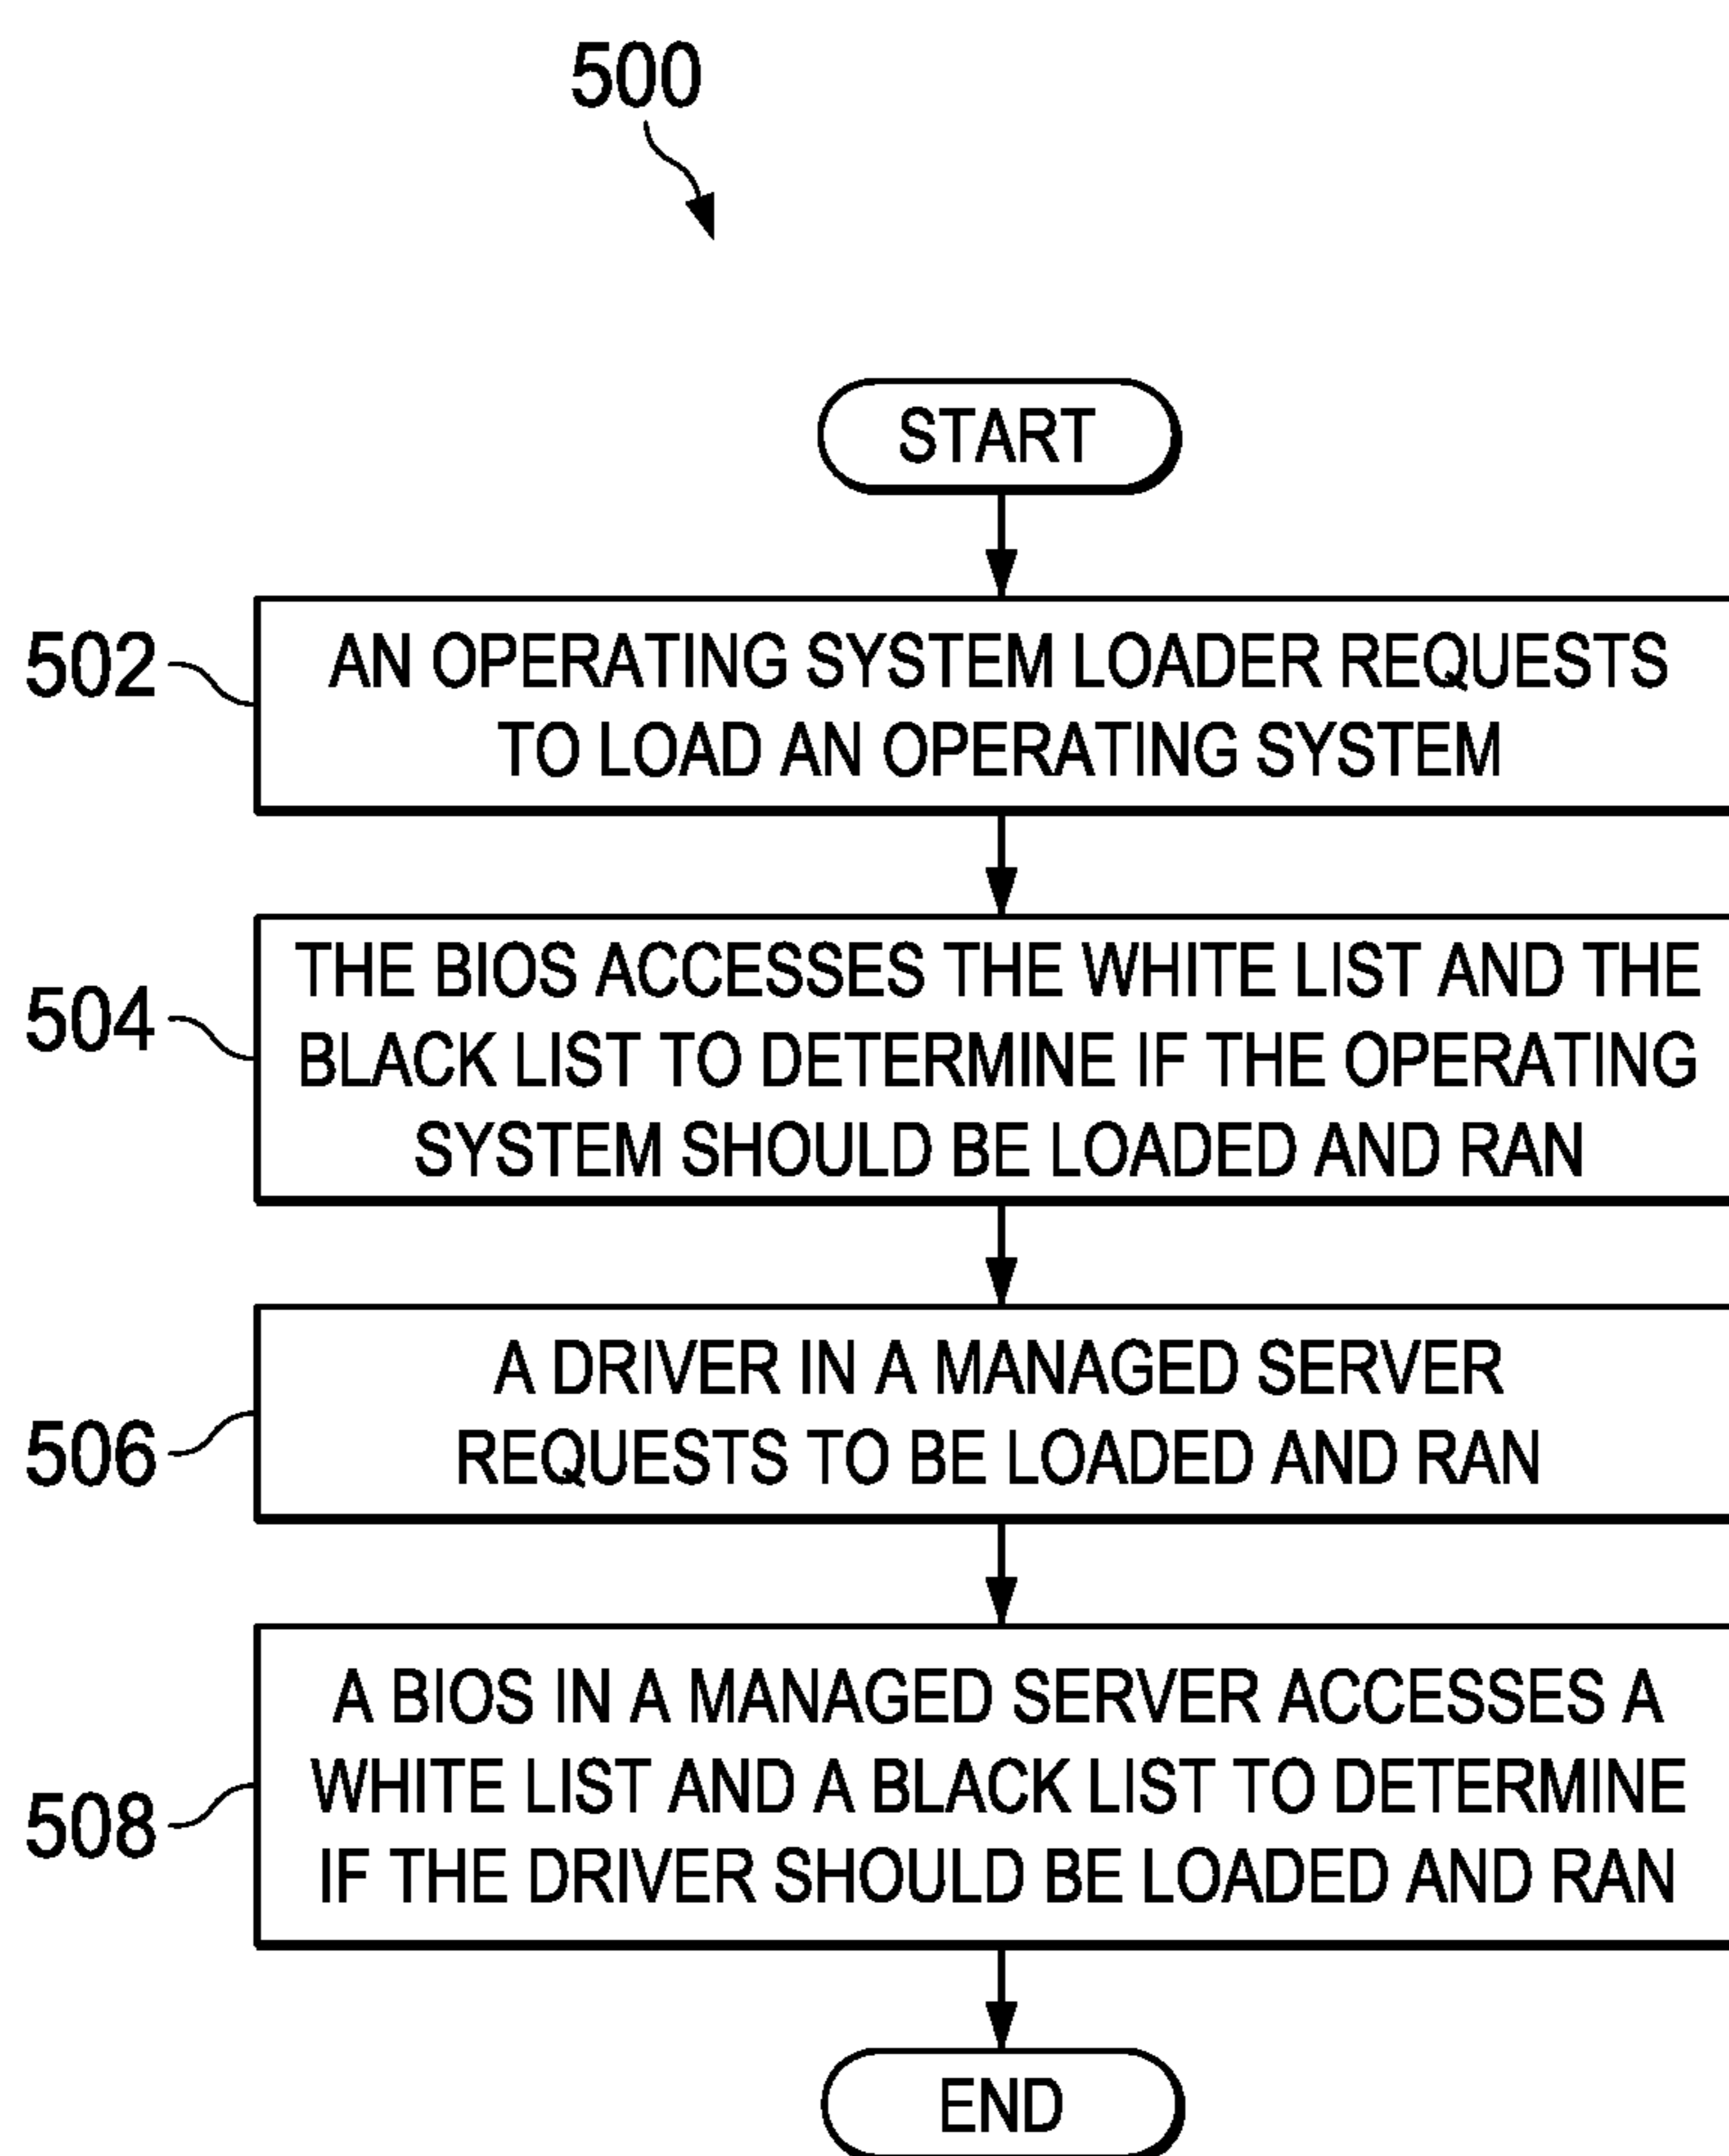 500
START
502
AN OPERATING SYSTEM LOADER REQUESTS
TO LOAD AN OPERATING SYSTEM
504
THE BIOS ACCESSES THE WHITE LIST AND THE
BLACK LIST TO DETERMINE IF THE OPERATING
SYSTEM SHOULD BE LOADED AND RAN
506
A DRIVER IN A MANAGED SERVER
REQUESTS TO BE LOADED AND RAN
508
A BIOS IN A MANAGED SERVER ACCESSES A
WHITE LIST AND A BLACK LIST TO DETERMINE
IF THE DRIVER SHOULD BE LOADED AND RAN
END